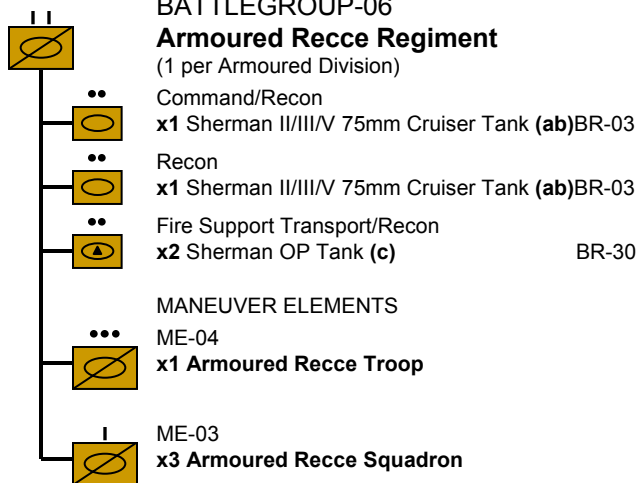 BATTLEGROUP-06
Armoured Recce Regiment
(1 per Armoured Division)
Command/Recon
x1 Sherman II/III/V 75mm Cruiser Tank (ab)BR-03
Recon
x1 Sherman II/III/V 75mm Cruiser Tank (ab)BR-03
Fire Support Transport/Recon
x2 Sherman OP Tank (c) BR-30
MANEUVER ELEMENTS
ME-04
x1 Armoured Recce Troop
ME-03
x3 Armoured Recce Squadron